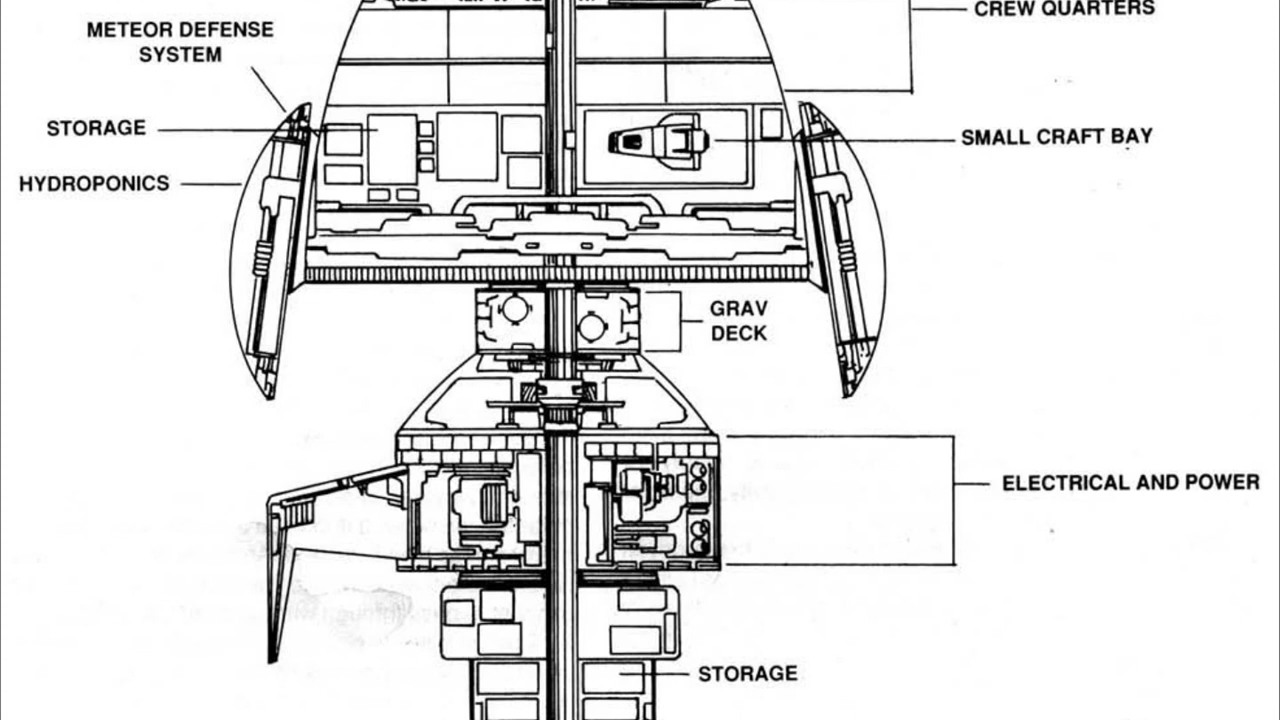 CREW QUARTERS
METEOR DEFENSE
SYSTEM
STORAGE
SMALL CRAFT BAY
HYDROPONICS
GRAV
DECK
ELECTRICAL AND POWER
STORAGE